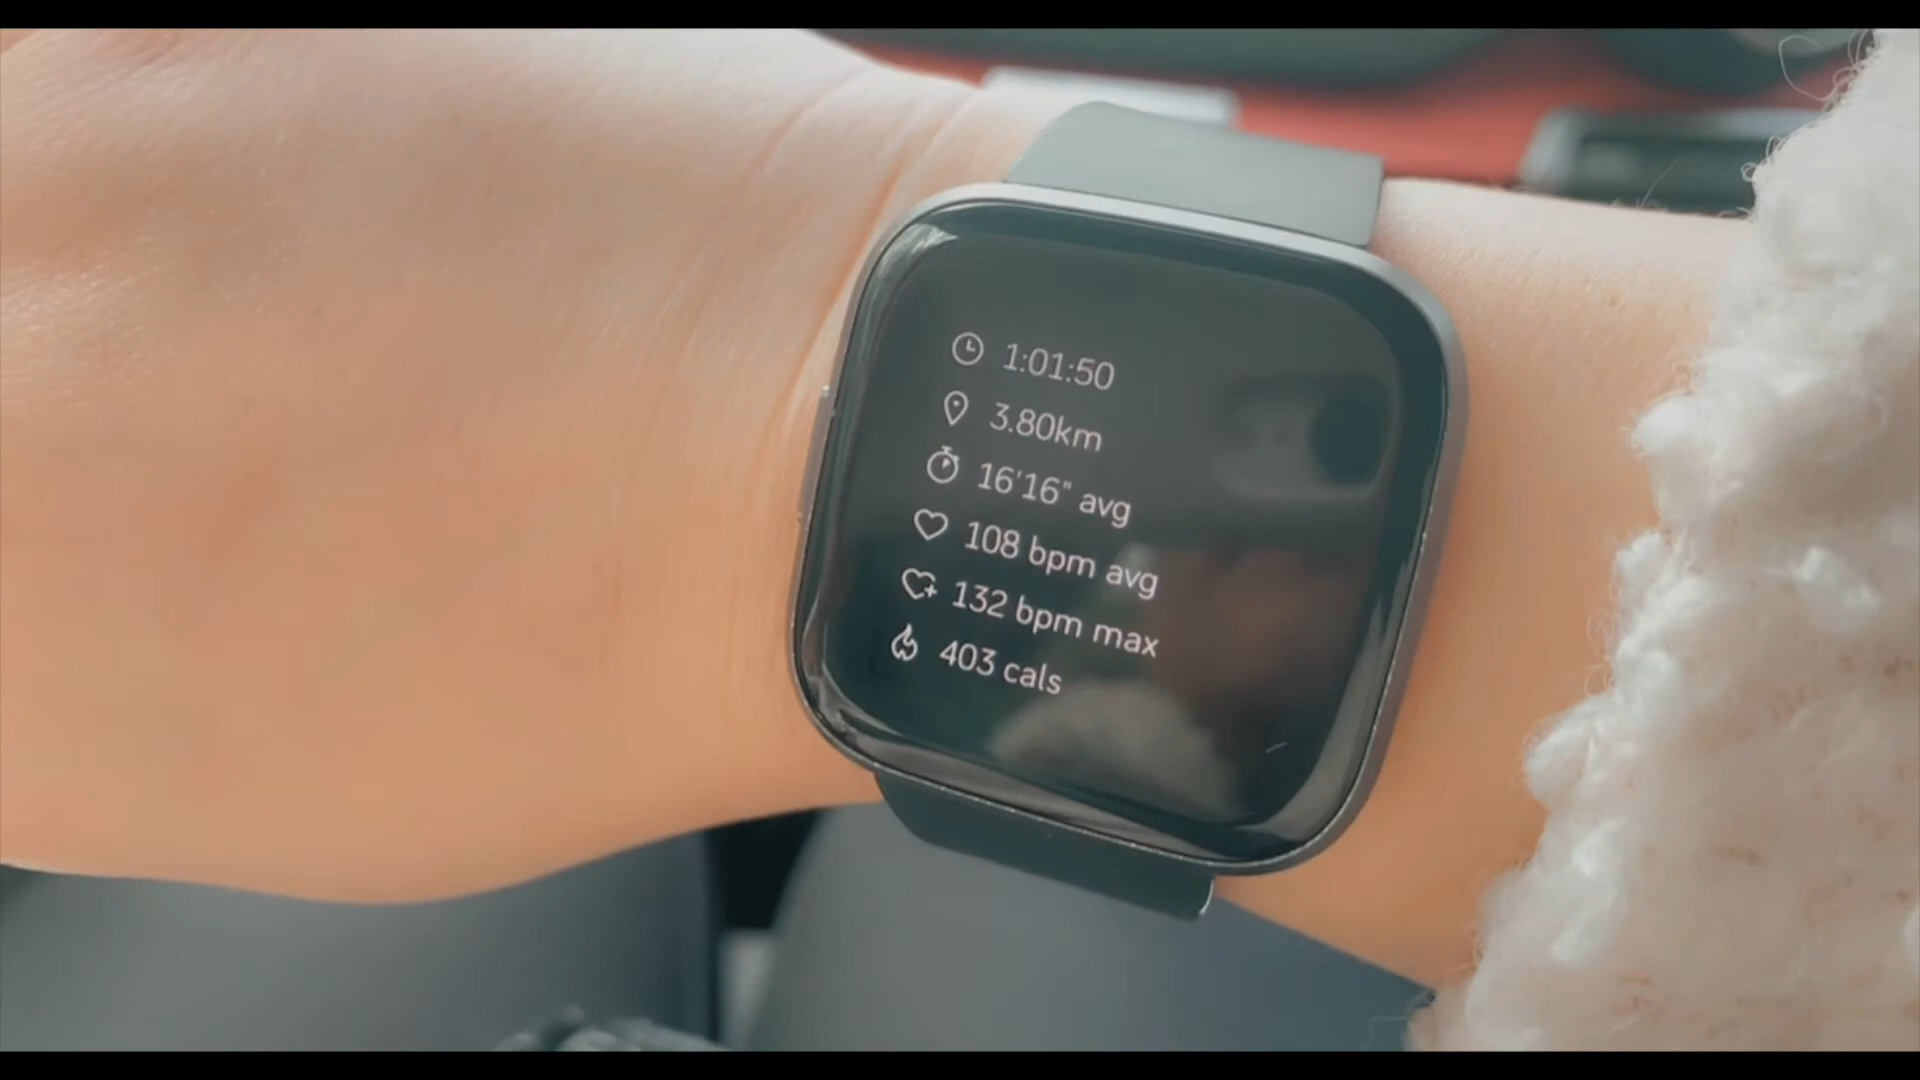 1:01:50
3.80km
16'16" avg
108 bpm avg
132 bpm max
403 cals